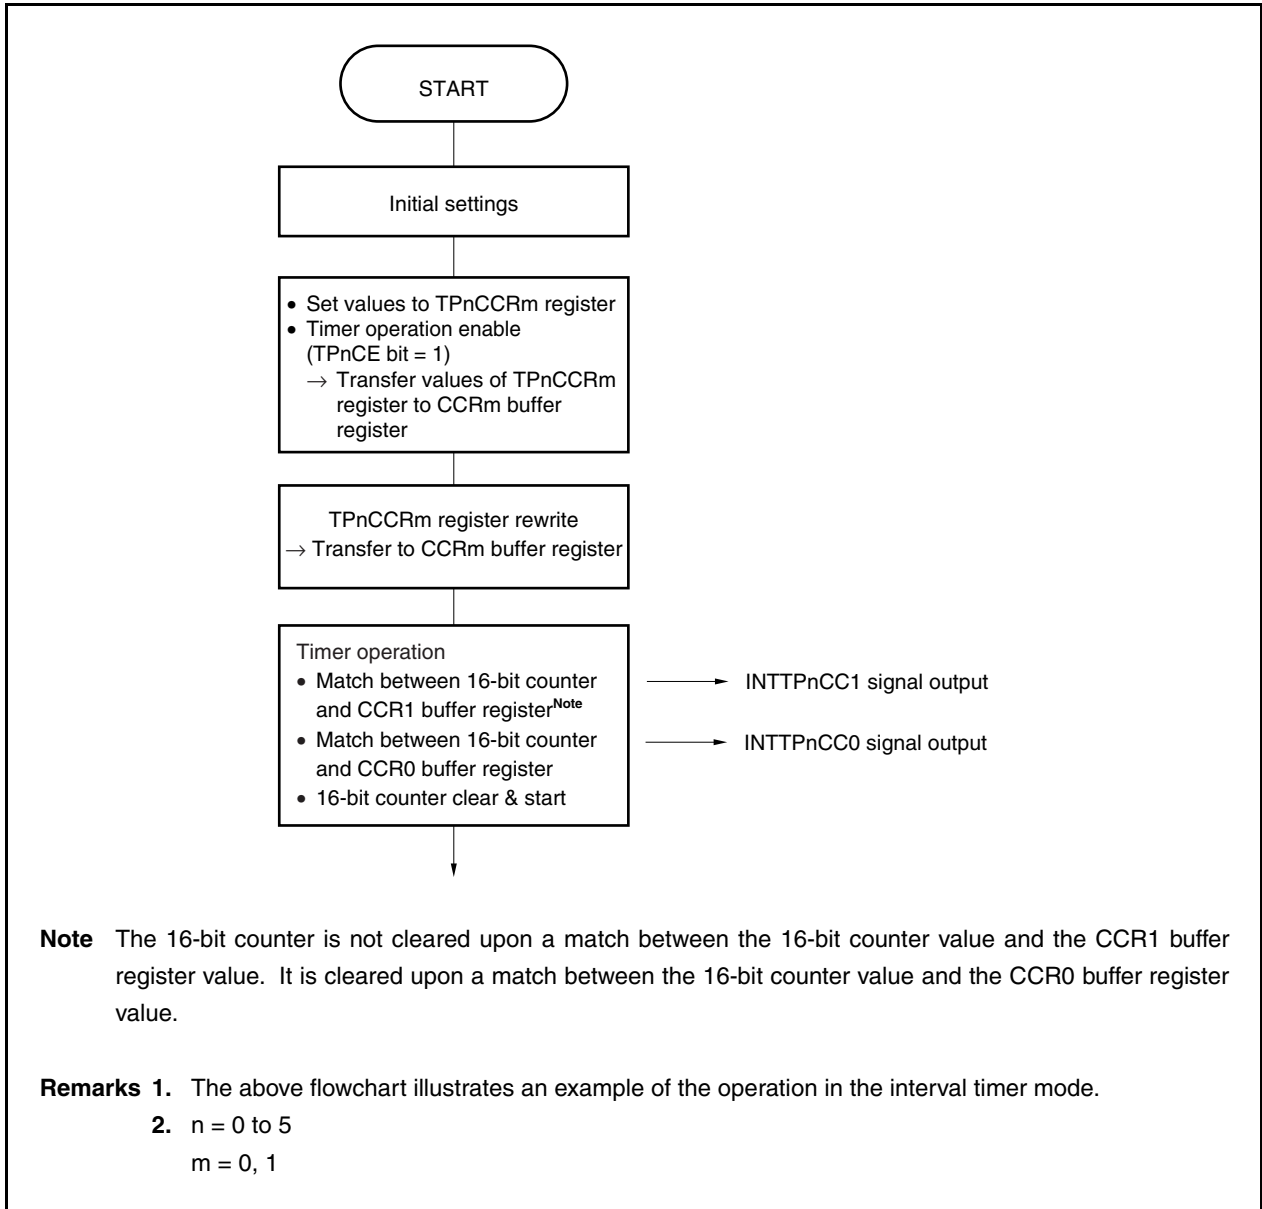 START
Initial settings
• Set values to TPnCCRm register
• Timer operation enable
(TPnCE bit = 1)
→ Transfer values of TPnCCRm
register to CCRm buffer
register
TPnCCRm register rewrite
→ Transfer to CCRm buffer register
Timer operation
• Match between 16-bit counter
and CCR1 buffer registerNote
• Match between 16-bit counter
and CCR0 buffer register
• 16-bit counter clear & start
INTTPnCC1 signal output
INTTPnCC0 signal output
Note The 16-bit counter is not cleared upon a match between the 16-bit counter value and the CCR1 buffer
register value. It is cleared upon a match between the 16-bit counter value and the CCR0 buffer register
value.
Remarks 1. The above flowchart illustrates an example of the operation in the interval timer mode.
2. n = 0 to 5
m = 0, 1